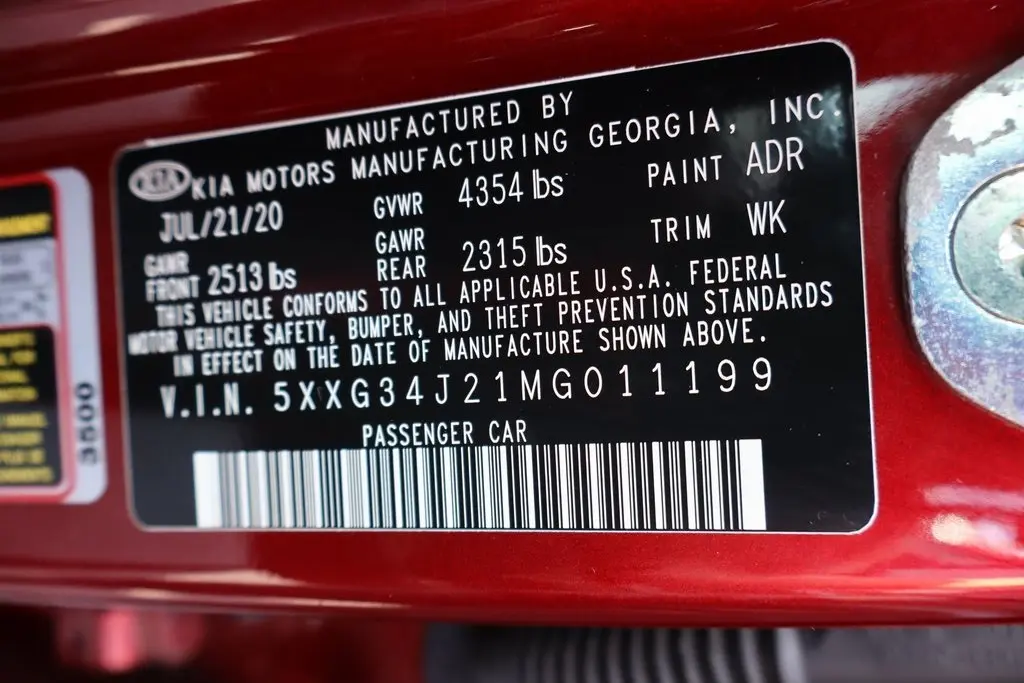 MANUFACTURED BY
KIA KIA MOTORS MANUFACTURING GEORGIA, INC.
JUL/21/20 GVWR 4354 lbs PAINT ADR
GAWR FRONT 2513 lbs GAWR REAR 2315 lbs TRIM WK
THIS VEHICLE CONFORMS TO ALL APPLICABLE U.S.A. FEDERAL
MOTOR VEHICLE SAFETY, BUMPER, AND THEFT PREVENTION STANDARDS
IN EFFECT ON THE DATE OF MANUFACTURE SHOWN ABOVE.
V.I.N. 5XXG34J21MG011199
PASSENGER CAR
3500